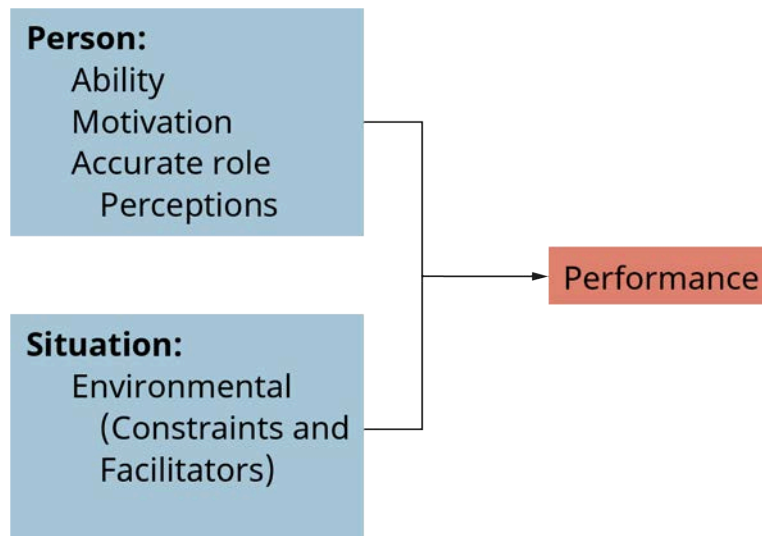 Person:
Ability
Motivation
Accurate role
Perceptions
Situation:
Environmental
(Constraints and
Facilitators)
Performance